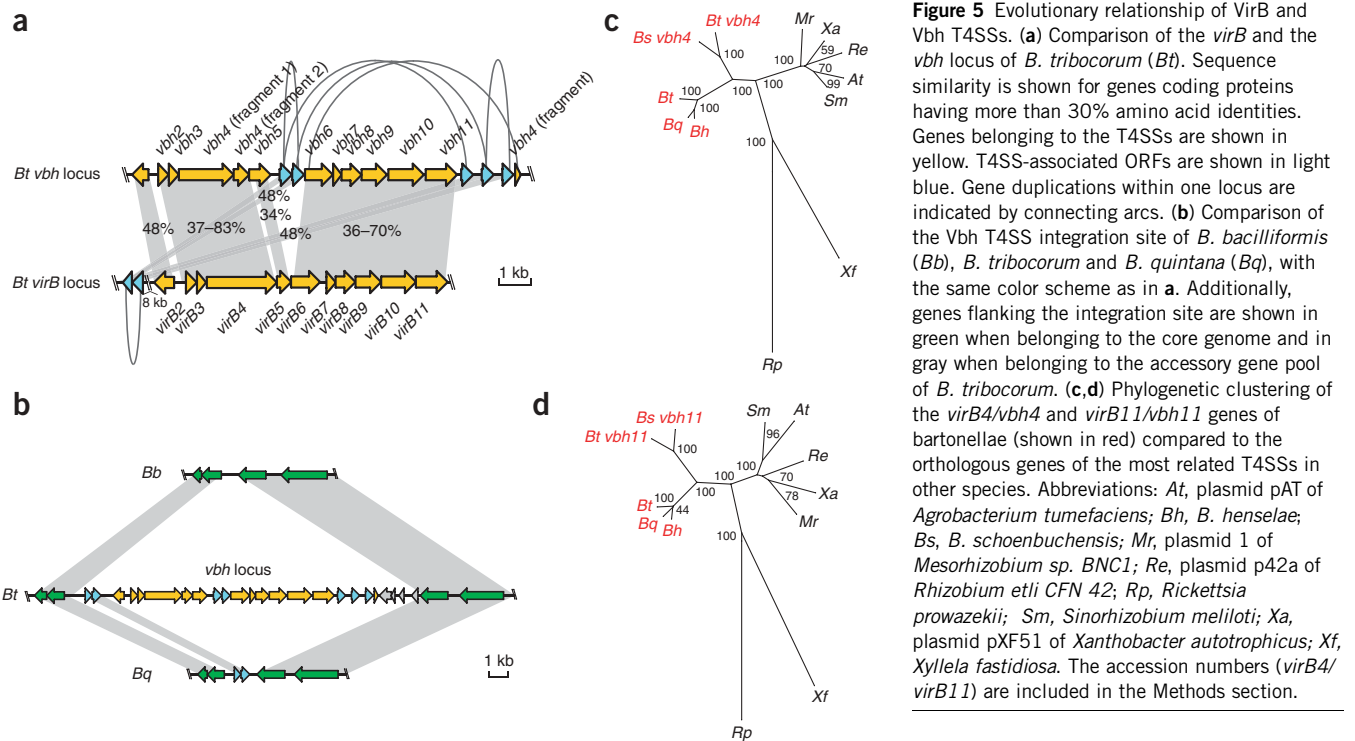 a
vbh2
vbh3
vbh4 (fragment 1)
vbh4 (fragment 2)
vbh5
vbh6
vbh7
vbh8
vbh9
vbh10
vbh11
vbh4 (fragment)
Bt vbh locus
48%
37–83%
48%
34%
48%
36–70%
Bt virB locus
8 kb
1 kb
virB2
virB3
virB4
virB5
virB6
virB7
virB8
virB9
virB10
virB11
b
Bb
vbh locus
Bt
Bq
1 kb
c
Bt vbh4
Bs vbh4
100
Bt
100
100
Bq
Bh
100
100
100
Mr
Xa
59
Re
70
At
99
Sm
100
Xf
Rp
d
Bs vbh11
Bt vbh11
100
Bt
100
44
Bq
Bh
100
100
100
Sm
At
96
Re
70
Xa
78
Mr
100
Xf
Rp
Figure 5 Evolutionary relationship of VirB and
Vbh T4SSs. (a) Comparison of the virB and the
vbh locus of B. tribocorum (Bt). Sequence
similarity is shown for genes coding proteins
having more than 30% amino acid identities.
Genes belonging to the T4SSs are shown in
yellow. T4SS-associated ORFs are shown in light
blue. Gene duplications within one locus are
indicated by connecting arcs. (b) Comparison of
the Vbh T4SS integration site of B. bacilliformis
(Bb), B. tribocorum and B. quintana (Bq), with
the same color scheme as in a. Additionally,
genes flanking the integration site are shown in
green when belonging to the core genome and in
gray when belonging to the accessory gene pool
of B. tribocorum. (c,d) Phylogenetic clustering of
the virB4/vbh4 and virB11/vbh11 genes of
bartonellae (shown in red) compared to the
orthologous genes of the most related T4SSs in
other species. Abbreviations: At, plasmid pAT of
Agrobacterium tumefaciens; Bh, B. henselae;
Bs, B. schoenbuchensis; Mr, plasmid 1 of
Mesorhizobium sp. BNC1; Re, plasmid p42a of
Rhizobium etli CFN 42; Rp, Rickettsia
prowazekii; Sm, Sinorhizobium meliloti; Xa,
plasmid pXF51 of Xanthobacter autotrophicus; Xf,
Xyllela fastidiosa. The accession numbers (virB4/
virB11) are included in the Methods section.